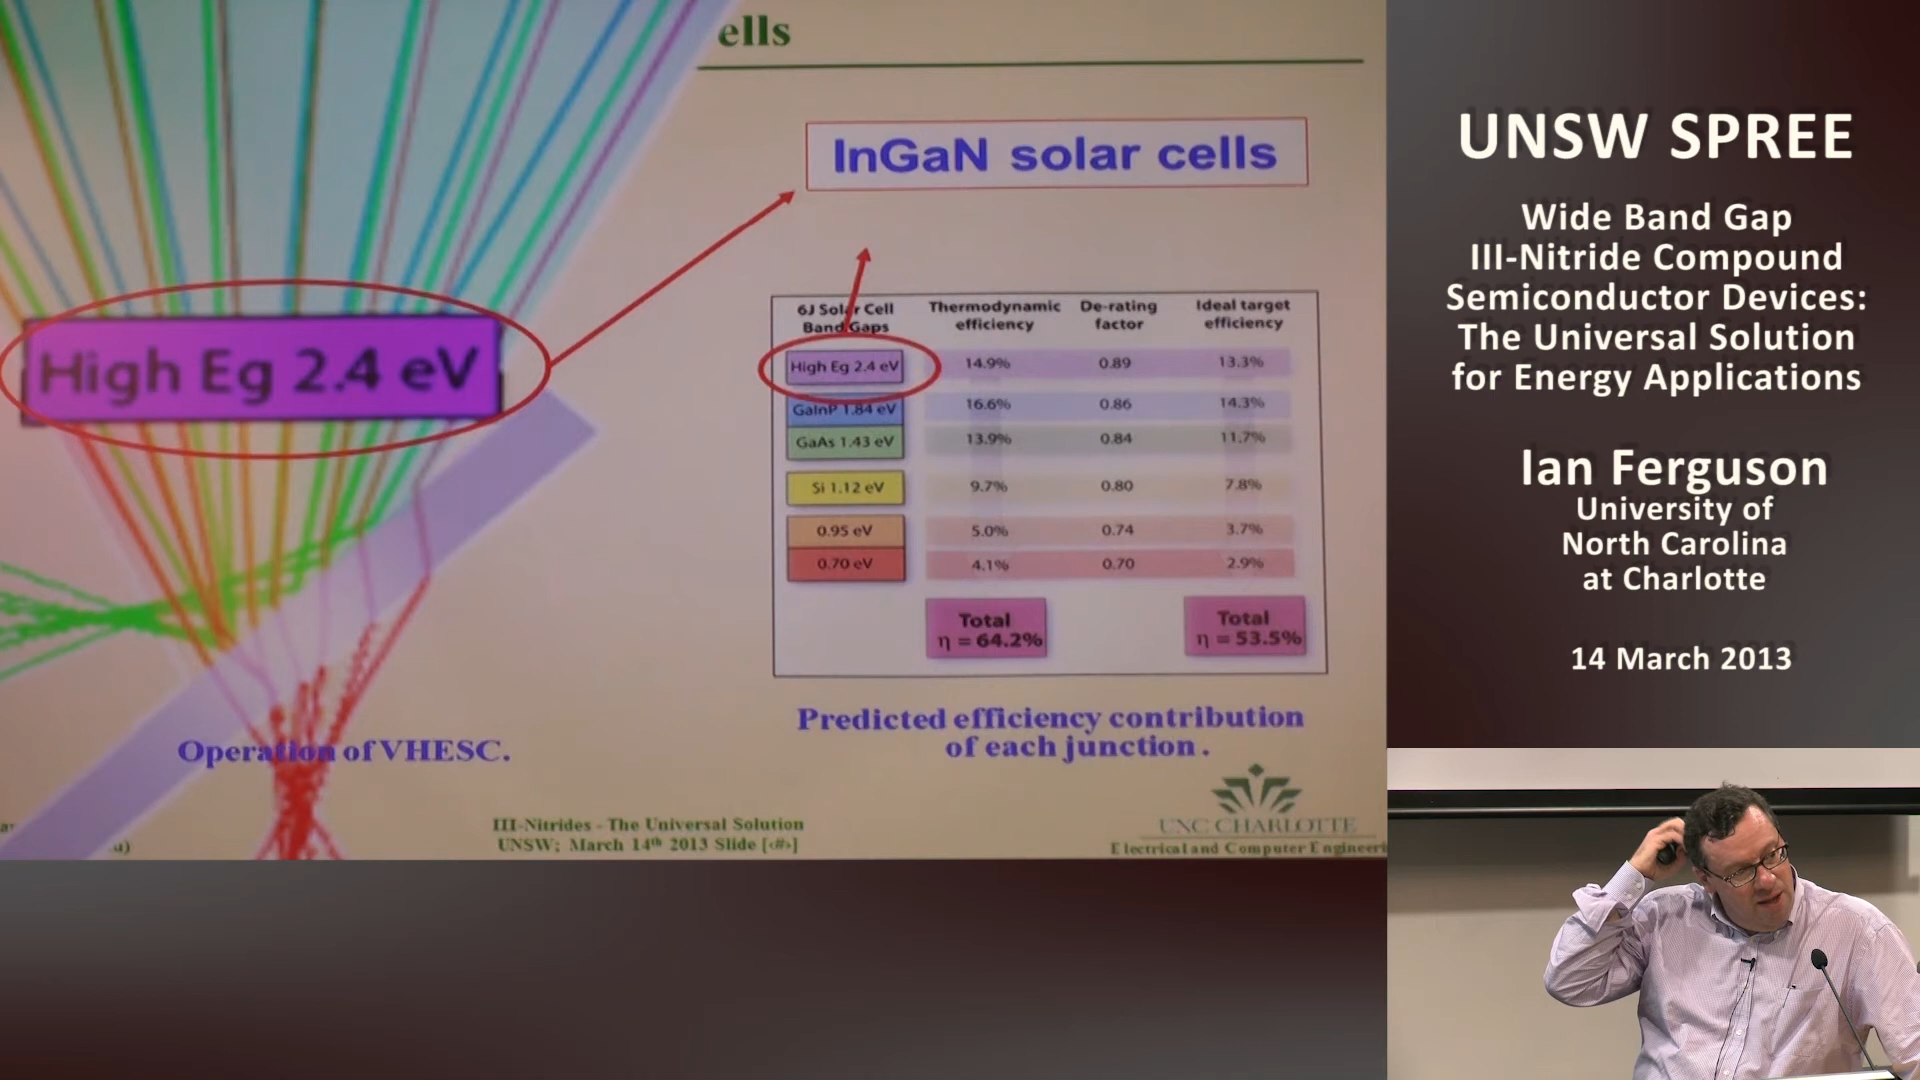 ells
InGaN solar cells
High Eg 2.4 eV
6J Solar Cell Band Gaps
Thermodynamic efficiency
De-rating factor
Ideal target efficiency
High Eg 2.4 eV 14.9% 0.89 13.3%
GaInP 1.84 eV 16.6% 0.86 14.3%
GaAs 1.43 eV 13.9% 0.84 11.7%
Si 1.12 eV 9.7% 0.80 7.8%
0.95 eV 5.0% 0.74 3.7%
0.70 eV 4.1% 0.70 2.9%
Total η = 64.2%
Total η = 53.5%
Predicted efficiency contribution
of each junction.
Operation of VHESC.
III-Nitrides - The Universal Solution
UNSW; March 14th 2013 Slide [‹#›]
UNC CHARLOTTE
Electrical and Computer Engineeri
UNSW SPREE
Wide Band Gap
III-Nitride Compound
Semiconductor Devices:
The Universal Solution
for Energy Applications
Ian Ferguson
University of
North Carolina
at Charlotte
14 March 2013